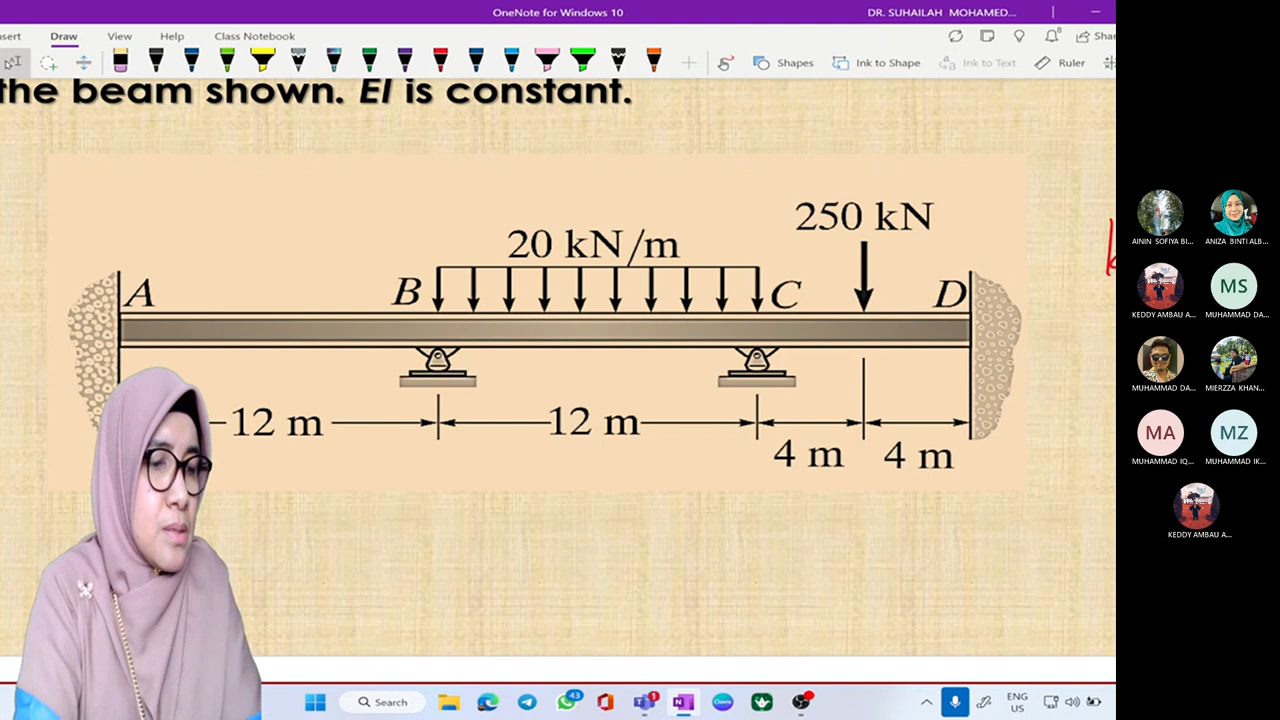 OneNote for Windows 10
DR. SUHAILAH MOHAMED...
nsert
Draw
View
Help
Class Notebook
Shar
Shapes
Ink to Shape
Ink to Text
Ruler
the beam shown. EI is constant.
250 kN
20 kN/m
A
B
C
D
12 m
12 m
4 m
4 m
AININ SOFIYA BI...
ANIZA BINTI ALB...
KEDDY AMBAU A...
MS
MUHAMMAD DA...
MUHAMMAD DA...
MIERZZA KHAN...
MA
MUHAMMAD IQ...
MZ
MUHAMMAD IK...
KEDDY AMBAU A...
Search
43
1
ENG
US